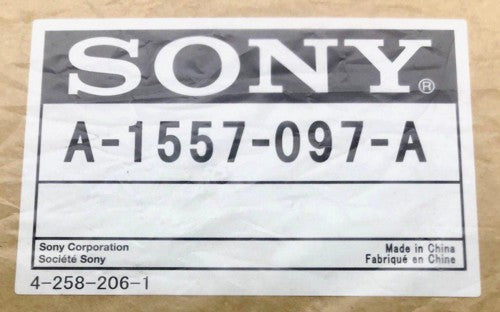 SONY®
A-1557-097-A
Sony Corporation
Société Sony
Made in China
Fabriqué en Chine
4-258-206-1